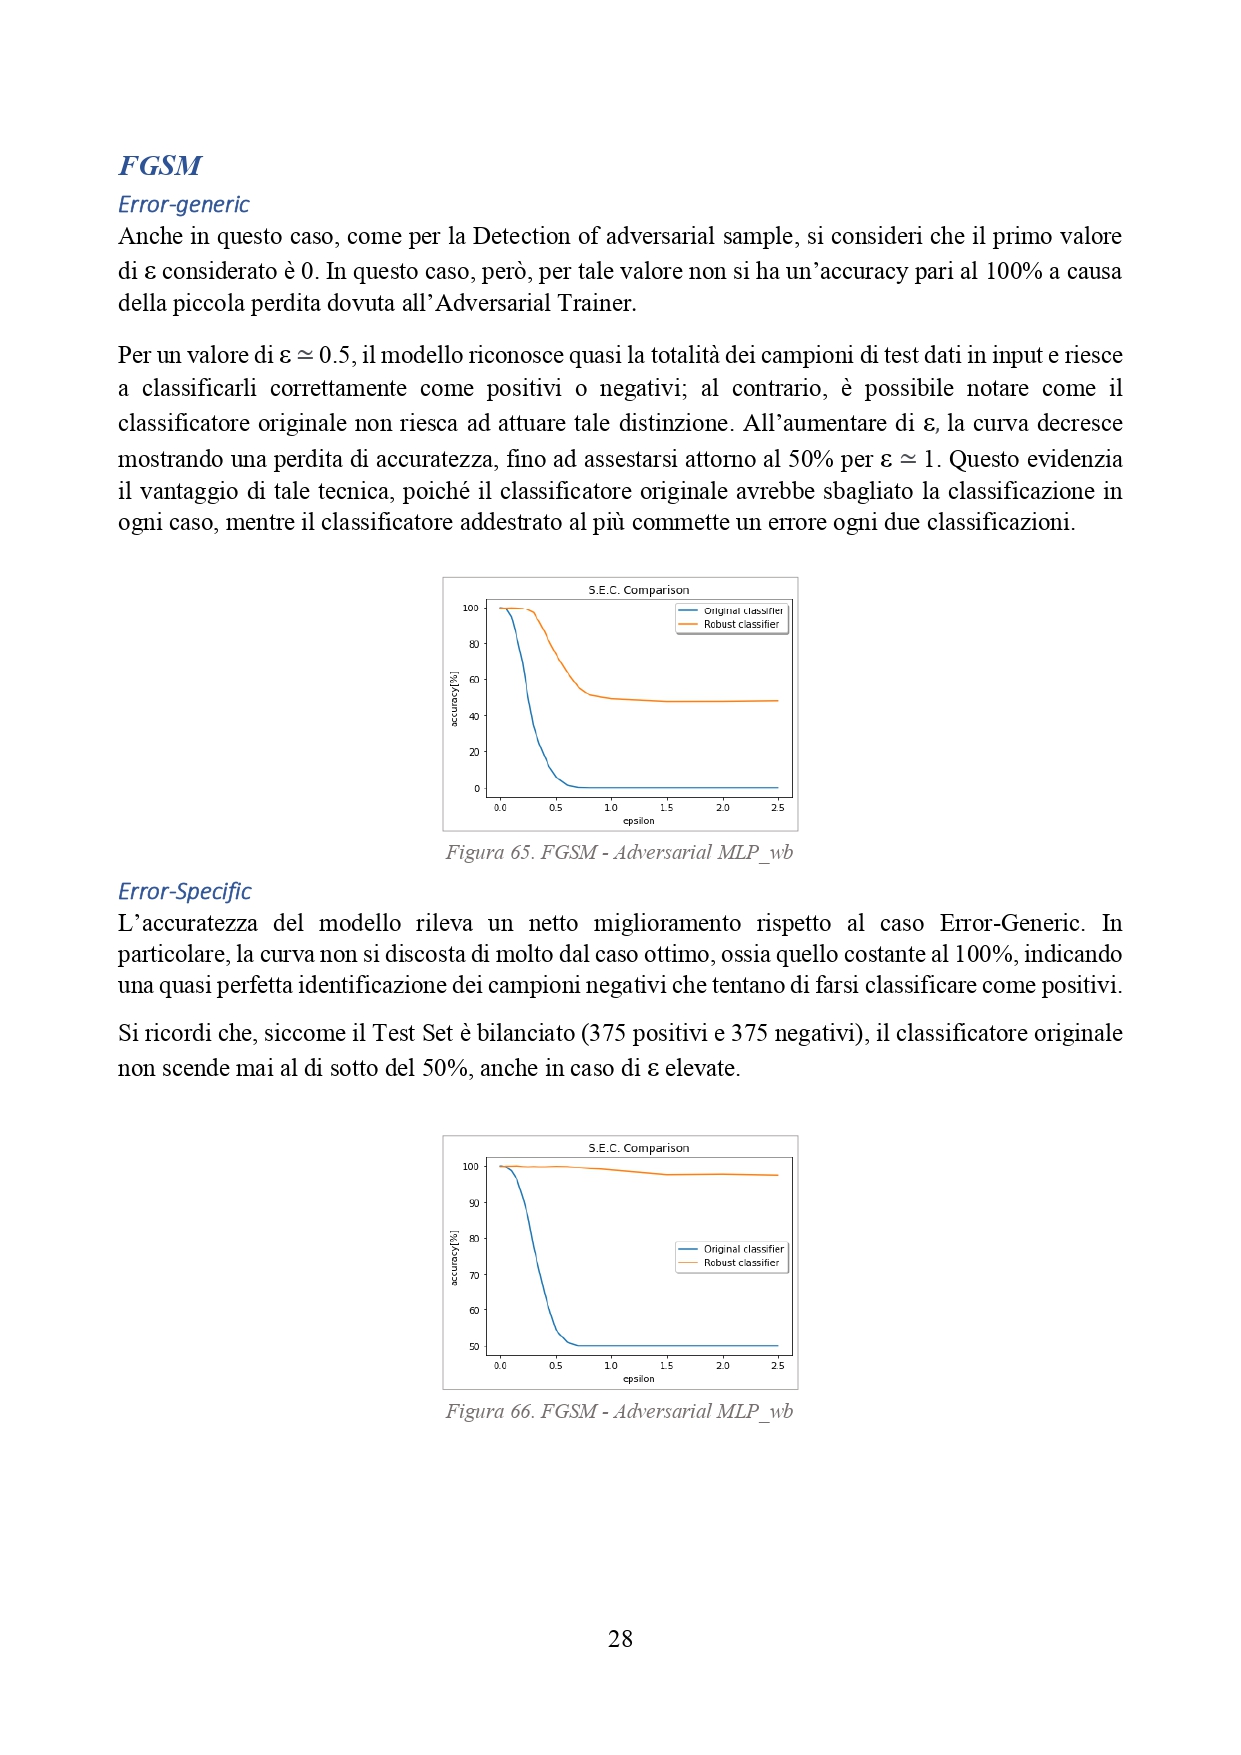 FGSM
Error-generic
Anche in questo caso, come per la Detection of adversarial sample, si consideri che il primo valore
di ε considerato è 0. In questo caso, però, per tale valore non si ha un’accuracy pari al 100% a causa
della piccola perdita dovuta all’Adversarial Trainer.
Per un valore di ε ≃ 0.5, il modello riconosce quasi la totalità dei campioni di test dati in input e riesce
a classificarli correttamente come positivi o negativi; al contrario, è possibile notare come il
classificatore originale non riesca ad attuare tale distinzione. All’aumentare di ε, la curva decresce
mostrando una perdita di accuratezza, fino ad assestarsi attorno al 50% per ε ≃ 1. Questo evidenzia
il vantaggio di tale tecnica, poiché il classificatore originale avrebbe sbagliato la classificazione in
ogni caso, mentre il classificatore addestrato al più commette un errore ogni due classificazioni.
S.E.C. Comparison
Original classifier
Robust classifier
accuracy[%]
100
80
60
40
20
0
0.0 0.5 1.0 1.5 2.0 2.5
epsilon
Figura 65. FGSM - Adversarial MLP_wb
Error-Specific
L’accuratezza del modello rileva un netto miglioramento rispetto al caso Error-Generic. In
particolare, la curva non si discosta di molto dal caso ottimo, ossia quello costante al 100%, indicando
una quasi perfetta identificazione dei campioni negativi che tentano di farsi classificare come positivi.
Si ricordi che, siccome il Test Set è bilanciato (375 positivi e 375 negativi), il classificatore originale
non scende mai al di sotto del 50%, anche in caso di ε elevate.
S.E.C. Comparison
Original classifier
Robust classifier
accuracy[%]
100
90
80
70
60
50
0.0 0.5 1.0 1.5 2.0 2.5
epsilon
Figura 66. FGSM - Adversarial MLP_wb
28